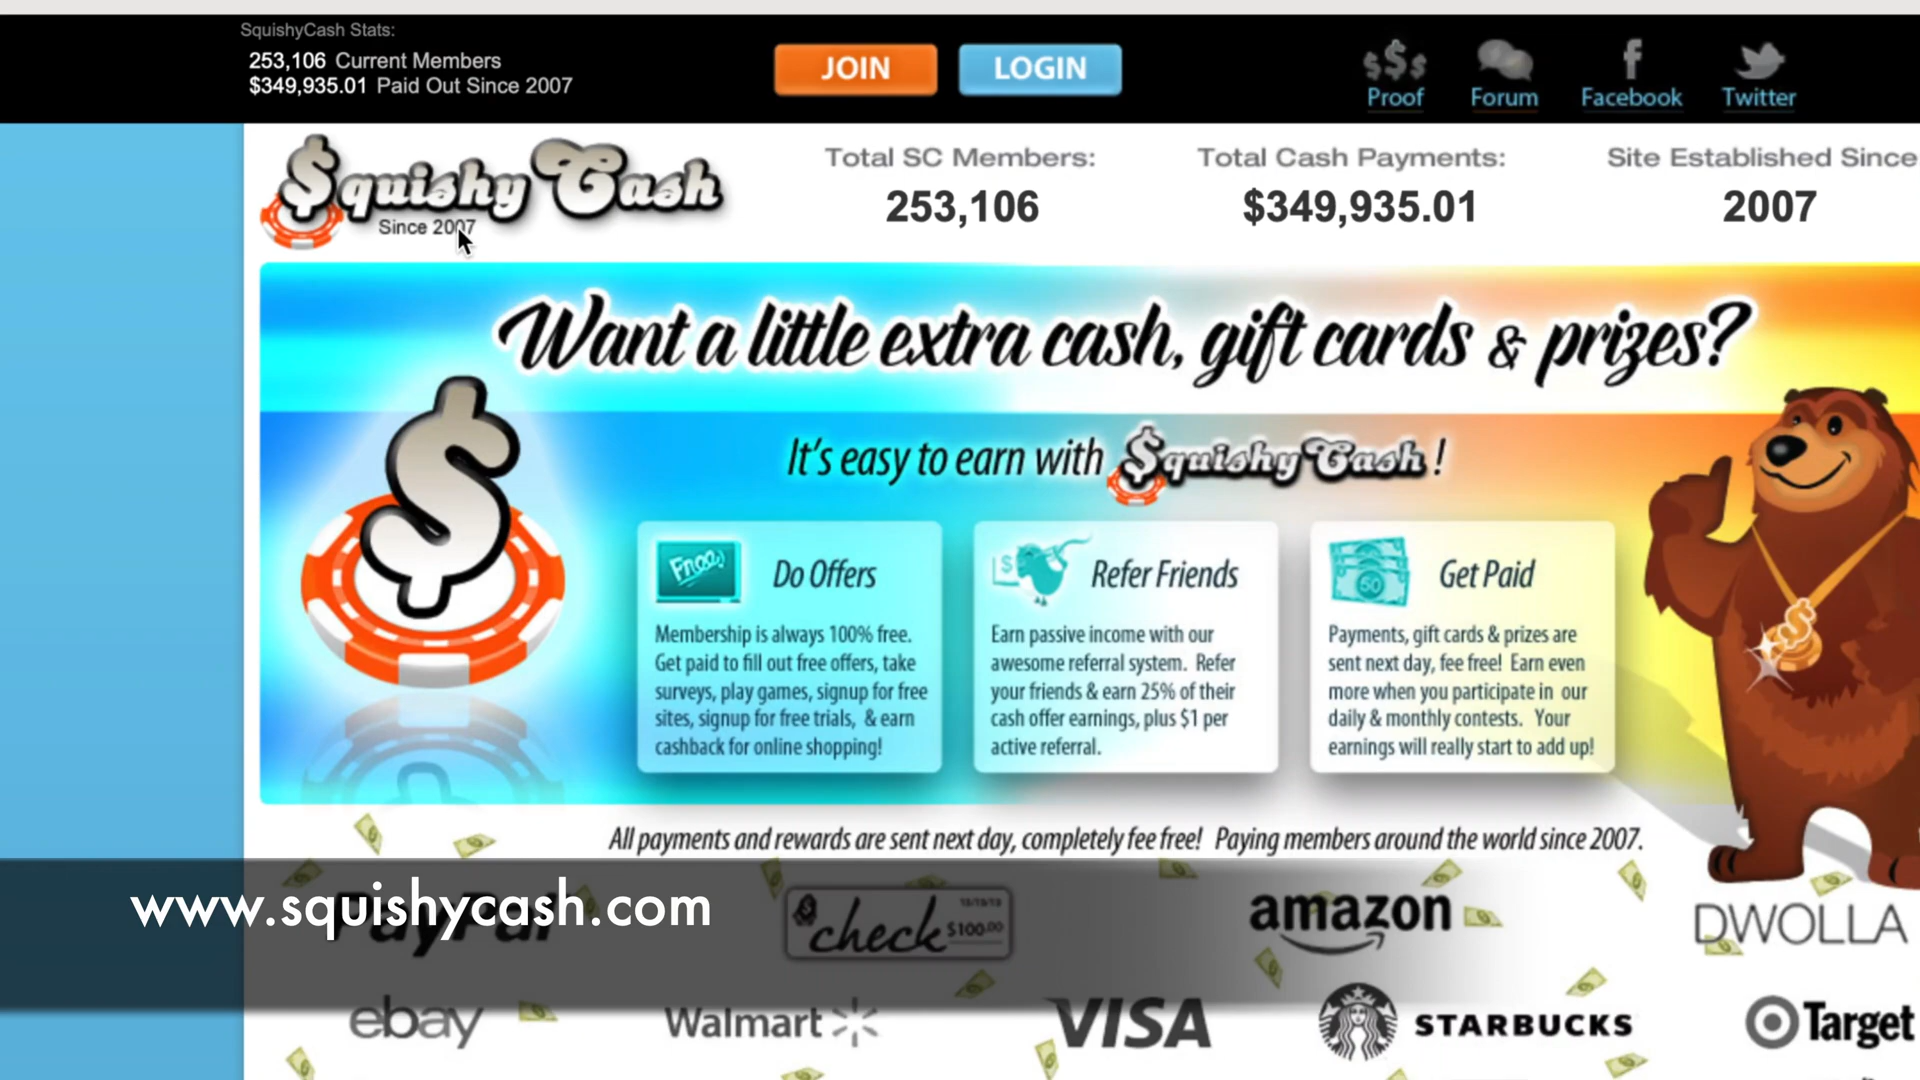 SquishyCash Stats:
253,106 Current Members
$349,935.01 Paid Out Since 2007
JOIN
LOGIN
$$$
Proof
Forum
Facebook
Twitter
$quishy Cash
Since 2007
Total SC Members:
253,106
Total Cash Payments:
$349,935.01
Site Established Since
2007
Want a little extra cash, gift cards & prizes?
It's easy to earn with $quishy Cash !
$
Free
Do Offers
Membership is always 100% free.
Get paid to fill out free offers, take
surveys, play games, signup for free
sites, signup for free trials, & earn
cashback for online shopping!
$
Refer Friends
Earn passive income with our
awesome referral system. Refer
your friends & earn 25% of their
cash offer earnings, plus $1 per
active referral.
50
Get Paid
Payments, gift cards & prizes are
sent next day, fee free! Earn even
more when you participate in our
daily & monthly contests. Your
earnings will really start to add up!
All payments and rewards are sent next day, completely fee free! Paying members around the world since 2007.
www.squishycash.com
PayPal
check
$100.00
amazon
DWOLLA
ebay
Walmart
VISA
STARBUCKS
Target